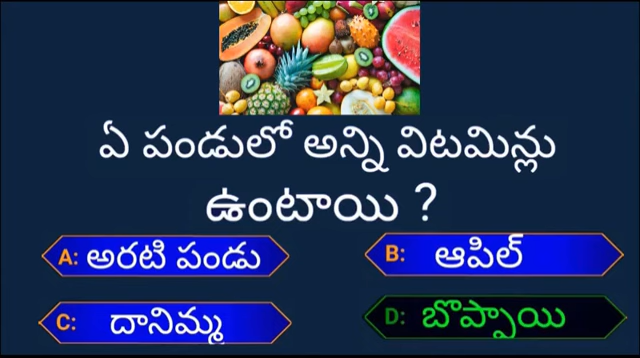 ఏ పండులో అన్ని విటమిన్లు
ఉంటాయి ?
A: అరటి పండు
B: ఆపిల్
C: దానిమ్మ
D: బొప్పాయి